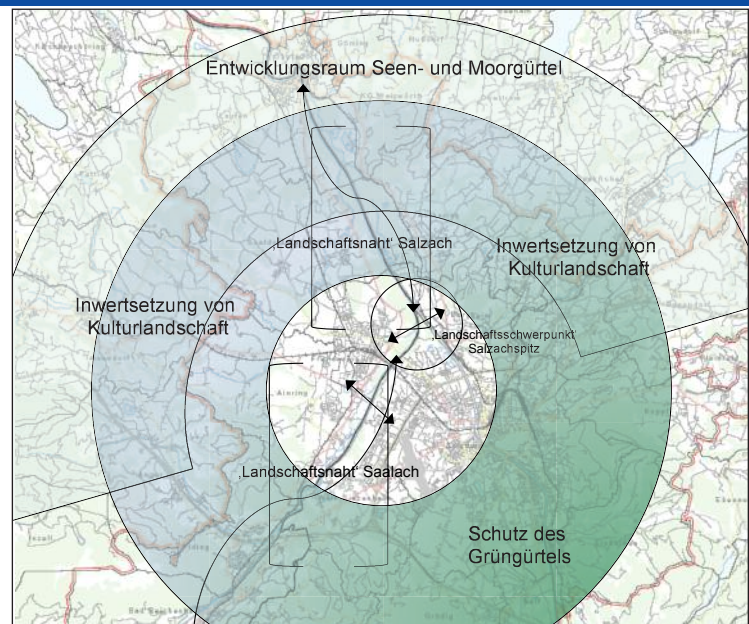 Entwicklungsraum Seen- und Moorgürtel
‚Landschaftsnaht‘ Salzach
Inwertsetzung von
Kulturlandschaft
Inwertsetzung von
Kulturlandschaft
‚Landschaftsschwerpunkt‘
Salzachspitz
Ainring
‚Landschaftsnaht‘ Saalach
Schutz des
Grüngürtels